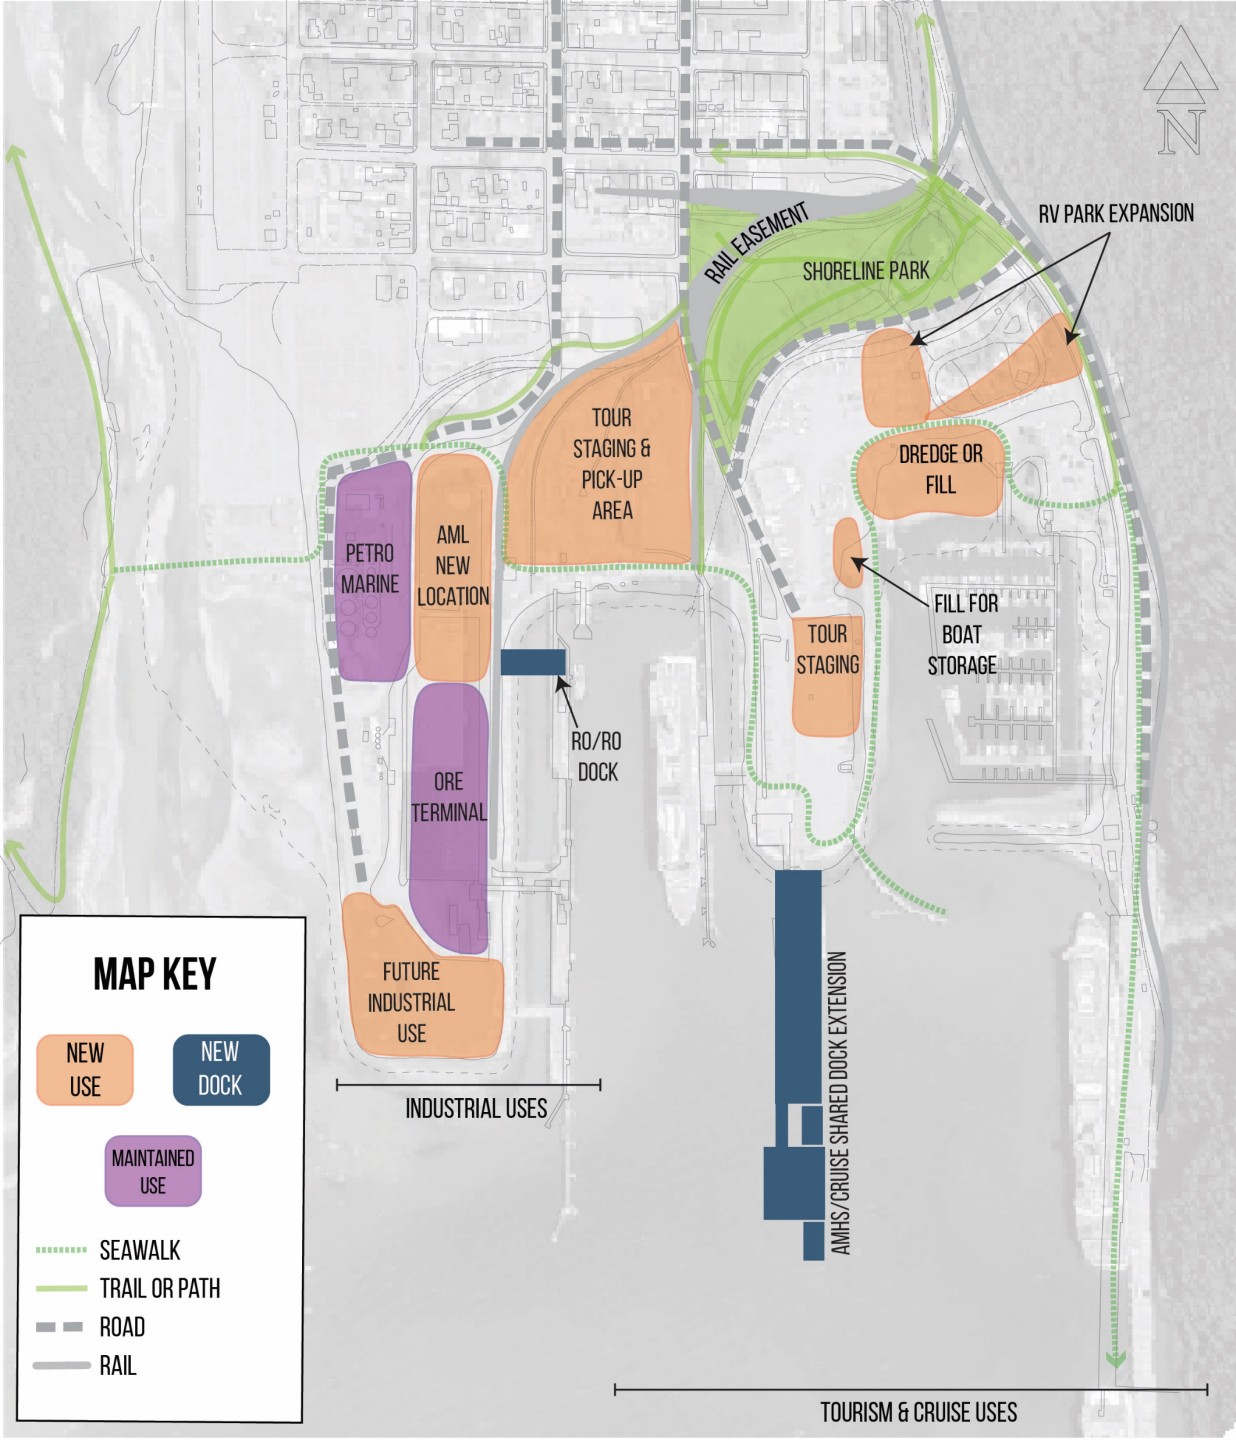 N
RV PARK EXPANSION
RAIL EASEMENT
SHORELINE PARK
TOUR
STAGING &
PICK-UP
AREA
DREDGE OR
FILL
PETRO
MARINE
AML
NEW
LOCATION
FILL FOR
BOAT
STORAGE
TOUR
STAGING
RO/RO
DOCK
ORE
TERMINAL
FUTURE
INDUSTRIAL
USE
INDUSTRIAL USES
AMHS/CRUISE SHARED DOCK EXTENSION
TOURISM & CRUISE USES
MAP KEY
NEW
USE
NEW
DOCK
MAINTAINED
USE
SEAWALK
TRAIL OR PATH
ROAD
RAIL